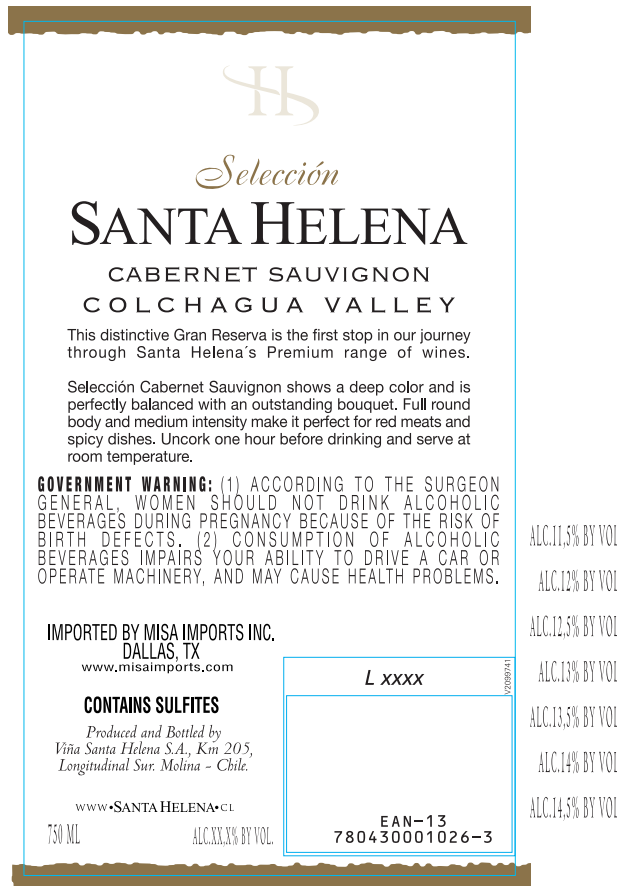 Selección
SANTA HELENA
CABERNET SAUVIGNON
COLCHAGUA VALLEY
This distinctive Gran Reserva is the first stop in our journey
through Santa Helena´s Premium range of wines.
Selección Cabernet Sauvignon shows a deep color and is
perfectly balanced with an outstanding bouquet. Full round
body and medium intensity make it perfect for red meats and
spicy dishes. Uncork one hour before drinking and serve at
room temperature.
GOVERNMENT WARNING: (1) ACCORDING TO THE SURGEON
GENERAL, WOMEN SHOULD NOT DRINK ALCOHOLIC
BEVERAGES DURING PREGNANCY BECAUSE OF THE RISK OF
BIRTH DEFECTS. (2) CONSUMPTION OF ALCOHOLIC
BEVERAGES IMPAIRS YOUR ABILITY TO DRIVE A CAR OR
OPERATE MACHINERY, AND MAY CAUSE HEALTH PROBLEMS.
IMPORTED BY MISA IMPORTS INC.
DALLAS, TX
www.misaimports.com
CONTAINS SULFITES
Produced and Bottled by
Viña Santa Helena S.A., Km 205,
Longitudinal Sur. Molina - Chile.
WWW•SANTA HELENA•CL
750 ML
ALC.XX,X% BY VOL.
L xxxx
V2099741
EAN-13
780430001026-3
ALC.11,5% BY VOL
ALC.12% BY VOL
ALC.12,5% BY VOL
ALC.13% BY VOL
ALC.13,5% BY VOL
ALC.14% BY VOL
ALC.14,5% BY VOL